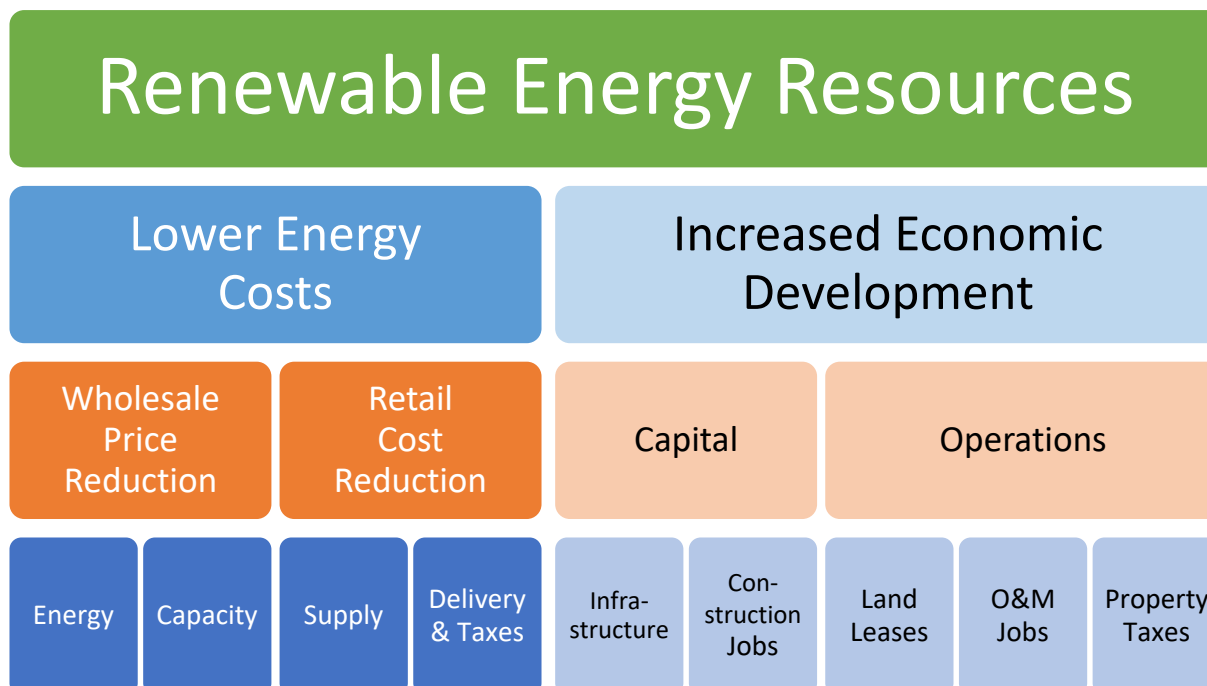 Renewable Energy Resources
Lower Energy
Costs
Increased Economic
Development
Wholesale
Price
Reduction
Retail
Cost
Reduction
Capital
Operations
Energy
Capacity
Supply
Delivery
& Taxes
Infra-
structure
Con-
struction
Jobs
Land
Leases
O&M
Jobs
Property
Taxes